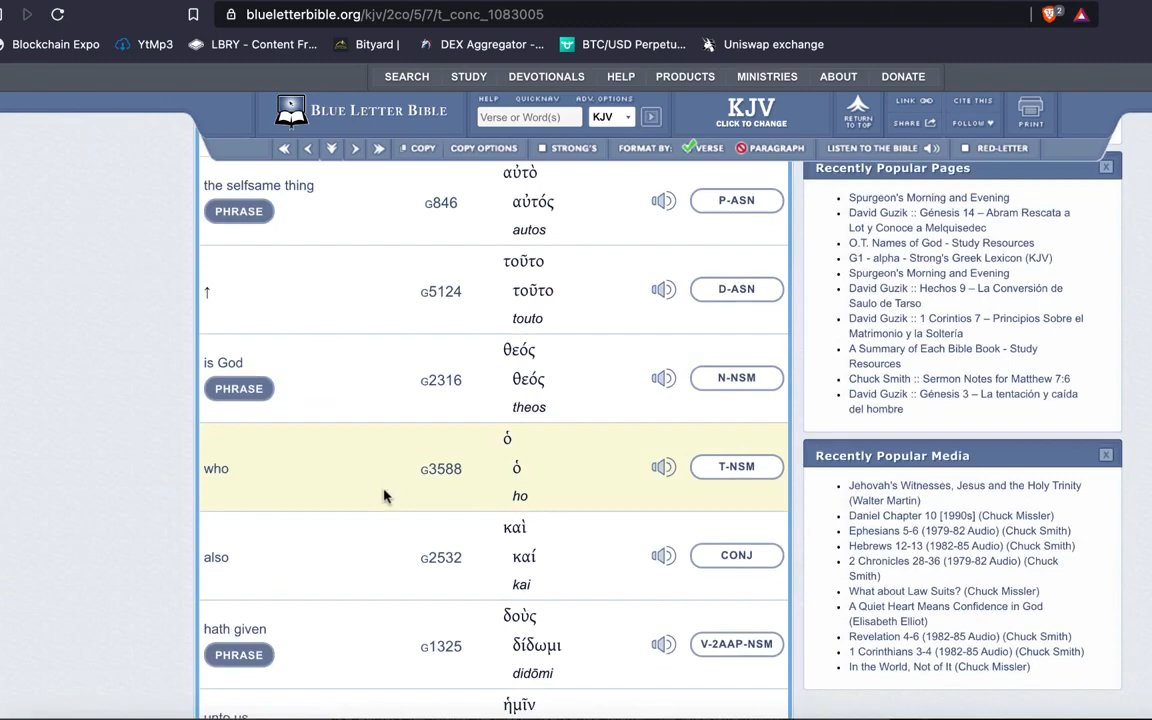 blueletterbible.org/kjv/2co/5/7/t_conc_1083005
2
Blockchain Expo
YtMp3
LBRY - Content Fr...
Bityard |
DEX Aggregator -...
BTC/USD Perpetu...
Uniswap exchange
SEARCH STUDY DEVOTIONALS HELP PRODUCTS MINISTRIES ABOUT DONATE
BLUE LETTER BIBLE
HELP QUICKNAV ADV. OPTIONS
Verse or Word(s)
KJV
KJV
CLICK TO CHANGE
RETURN
TO TOP
LINK
CITE THIS
SHARE
FOLLOW
PRINT
COPY COPY OPTIONS STRONG'S FORMAT BY: VERSE PARAGRAPH LISTEN TO THE BIBLE RED-LETTER
the selfsame thing
PHRASE
G846
αὐτὸ
αὐτός
autos
P-ASN
↑
G5124
τοῦτο
τοῦτο
touto
D-ASN
is God
PHRASE
G2316
θεός
θεός
theos
N-NSM
who
G3588
ὁ
ὁ
ho
T-NSM
also
G2532
καὶ
καί
kai
CONJ
hath given
PHRASE
G1325
δοὺς
δίδωμι
didōmi
V-2AAP-NSM
unto us
ἡμῖν
Recently Popular Pages
x
Spurgeon's Morning and Evening
David Guzik :: Génesis 14 – Abram Rescata a
Lot y Conoce a Melquisedec
O.T. Names of God - Study Resources
G1 - alpha - Strong's Greek Lexicon (KJV)
Spurgeon's Morning and Evening
David Guzik :: Hechos 9 – La Conversión de
Saulo de Tarso
David Guzik :: 1 Corintios 7 – Principios Sobre el
Matrimonio y la Soltería
A Summary of Each Bible Book - Study
Resources
Chuck Smith :: Sermon Notes for Matthew 7:6
David Guzik :: Génesis 3 – La tentación y caída
del hombre
Recently Popular Media
x
Jehovah's Witnesses, Jesus and the Holy Trinity
(Walter Martin)
Daniel Chapter 10 [1990s] (Chuck Missler)
Ephesians 5-6 (1979-82 Audio) (Chuck Smith)
Hebrews 12-13 (1982-85 Audio) (Chuck Smith)
2 Chronicles 28-36 (1979-82 Audio) (Chuck
Smith)
What about Law Suits? (Chuck Missler)
A Quiet Heart Means Confidence in God
(Elisabeth Elliot)
Revelation 4-6 (1982-85 Audio) (Chuck Smith)
1 Corinthians 3-4 (1982-85 Audio) (Chuck Smith)
In the World, Not of It (Chuck Missler)